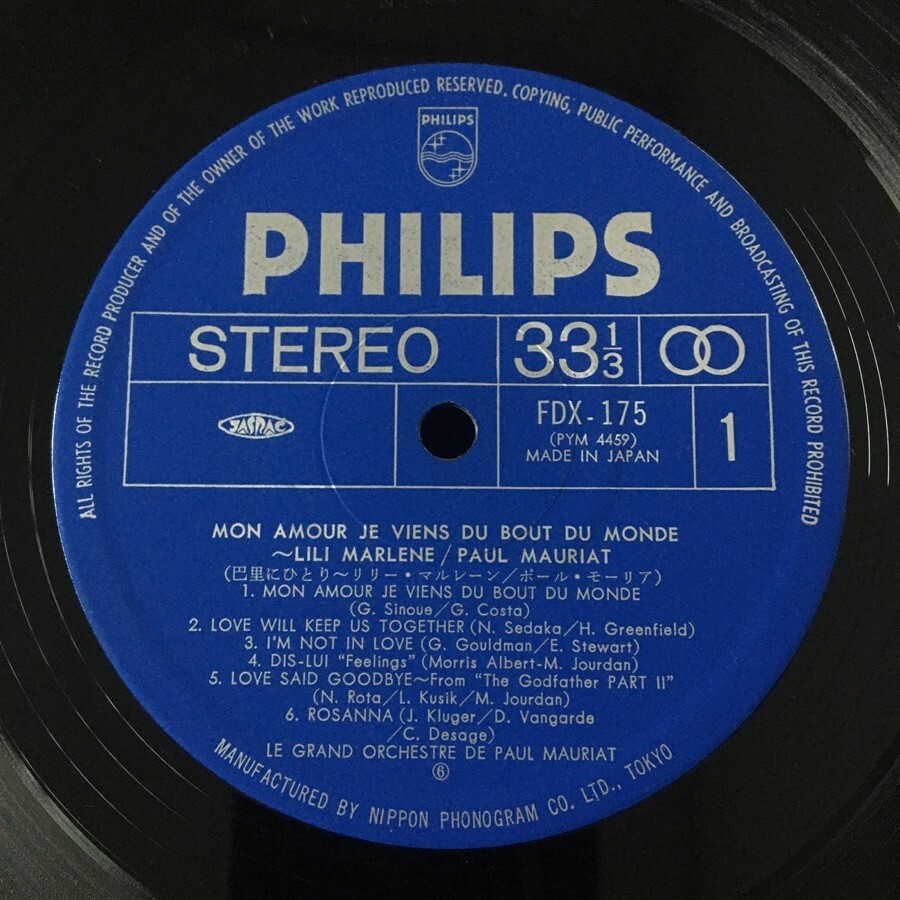 ALL RIGHTS OF THE RECORD PRODUCER AND OF THE OWNER OF THE WORK REPRODUCED RESERVED. COPYING, PUBLIC PERFORMANCE AND BROADCASTING OF THIS RECORD PROHIBITED
PHILIPS
PHILIPS
STEREO 33 1/3
JASRAC FDX-175 1
(PYM 4459)
MADE IN JAPAN
MON AMOUR JE VIENS DU BOUT DU MONDE
~LILI MARLENE/PAUL MAURIAT
(巴里にひとり~リリー・マルレーン/ポール・モーリア)
1. MON AMOUR JE VIENS DU BOUT DU MONDE
(G. Sinoue/G. Costa)
2. LOVE WILL KEEP US TOGETHER (N. Sedaka/H. Greenfield)
3. I'M NOT IN LOVE (G. Gouldman/E. Stewart)
4. DIS-LUI "Feelings" (Morris Albert-M. Jourdan)
5. LOVE SAID GOODBYE~From "The Godfather PART II"
(N. Rota/L. Kusik/M. Jourdan)
6. ROSANNA (J. Kluger/D. Vangarde
/C. Desage)
LE GRAND ORCHESTRE DE PAUL MAURIAT
⑥
MANUFACTURED BY NIPPON PHONOGRAM CO. LTD., TOKYO